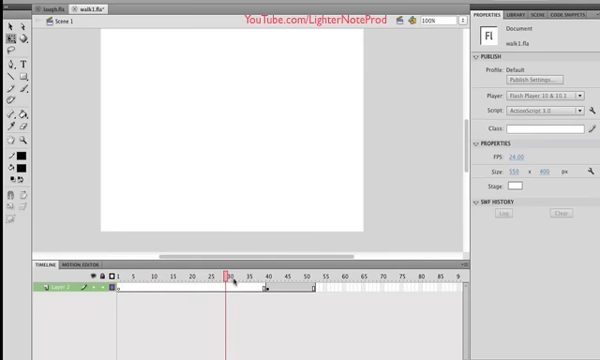 laugh.fla
walk1.fla*
YouTube.com/LighterNoteProd
Scene 1
100%
PROPERTIES
LIBRARY
SCENE
CODE SNIPPETS
Fl
Document
walk1.fla
PUBLISH
Profile: Default
Publish Settings...
Player: Flash Player 10 & 10.1
Script: ActionScript 3.0
Class:
PROPERTIES
FPS: 24.00
Size: 550 x 400 px
Stage:
SWF HISTORY
Log
Clear
TIMELINE
MOTION EDITOR
1 5 10 15 20 25 30 35 40 45 50 55 60 65 70 75 80 85 9